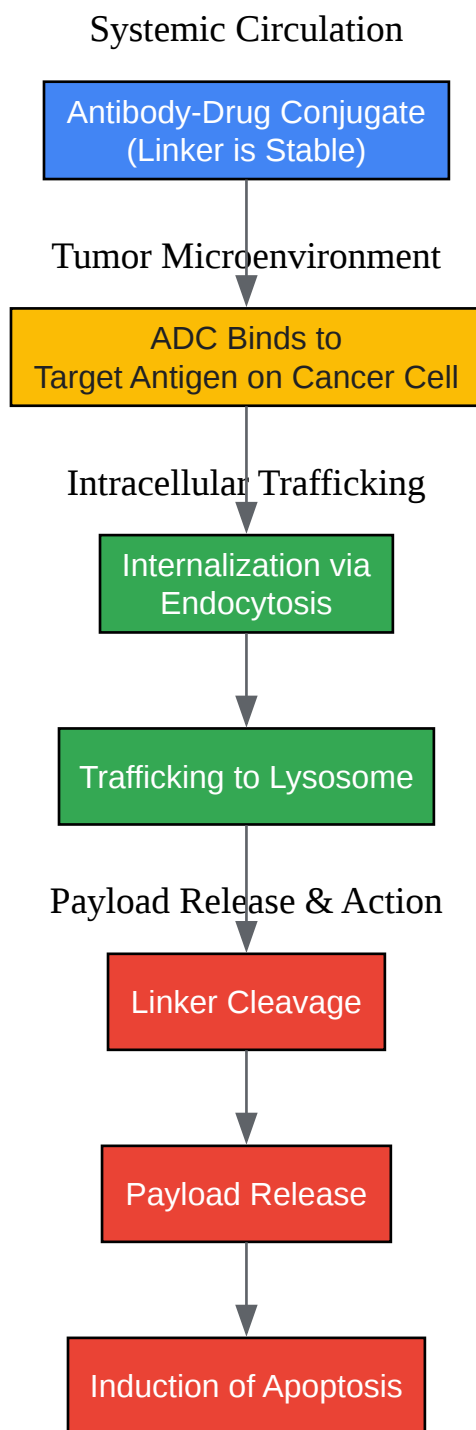 Systemic Circulation
Antibody-Drug Conjugate
(Linker is Stable)
Tumor Microenvironment
ADC Binds to
Target Antigen on Cancer Cell
Intracellular Trafficking
Internalization via
Endocytosis
Trafficking to Lysosome
Payload Release & Action
Linker Cleavage
Payload Release
Induction of Apoptosis